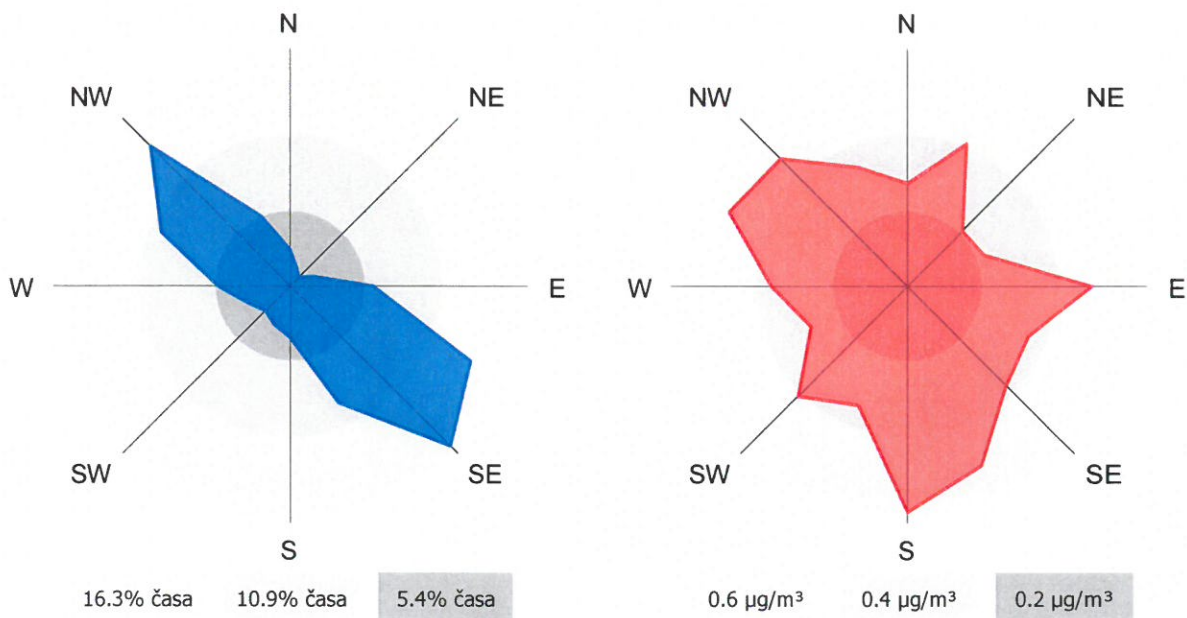 N
NW
NE
W
E
SW
SE
S
16.3% časa 10.9% časa 5.4% časa
N
NW
NE
W
E
SW
SE
S
0.6 µg/m³ 0.4 µg/m³ 0.2 µg/m³